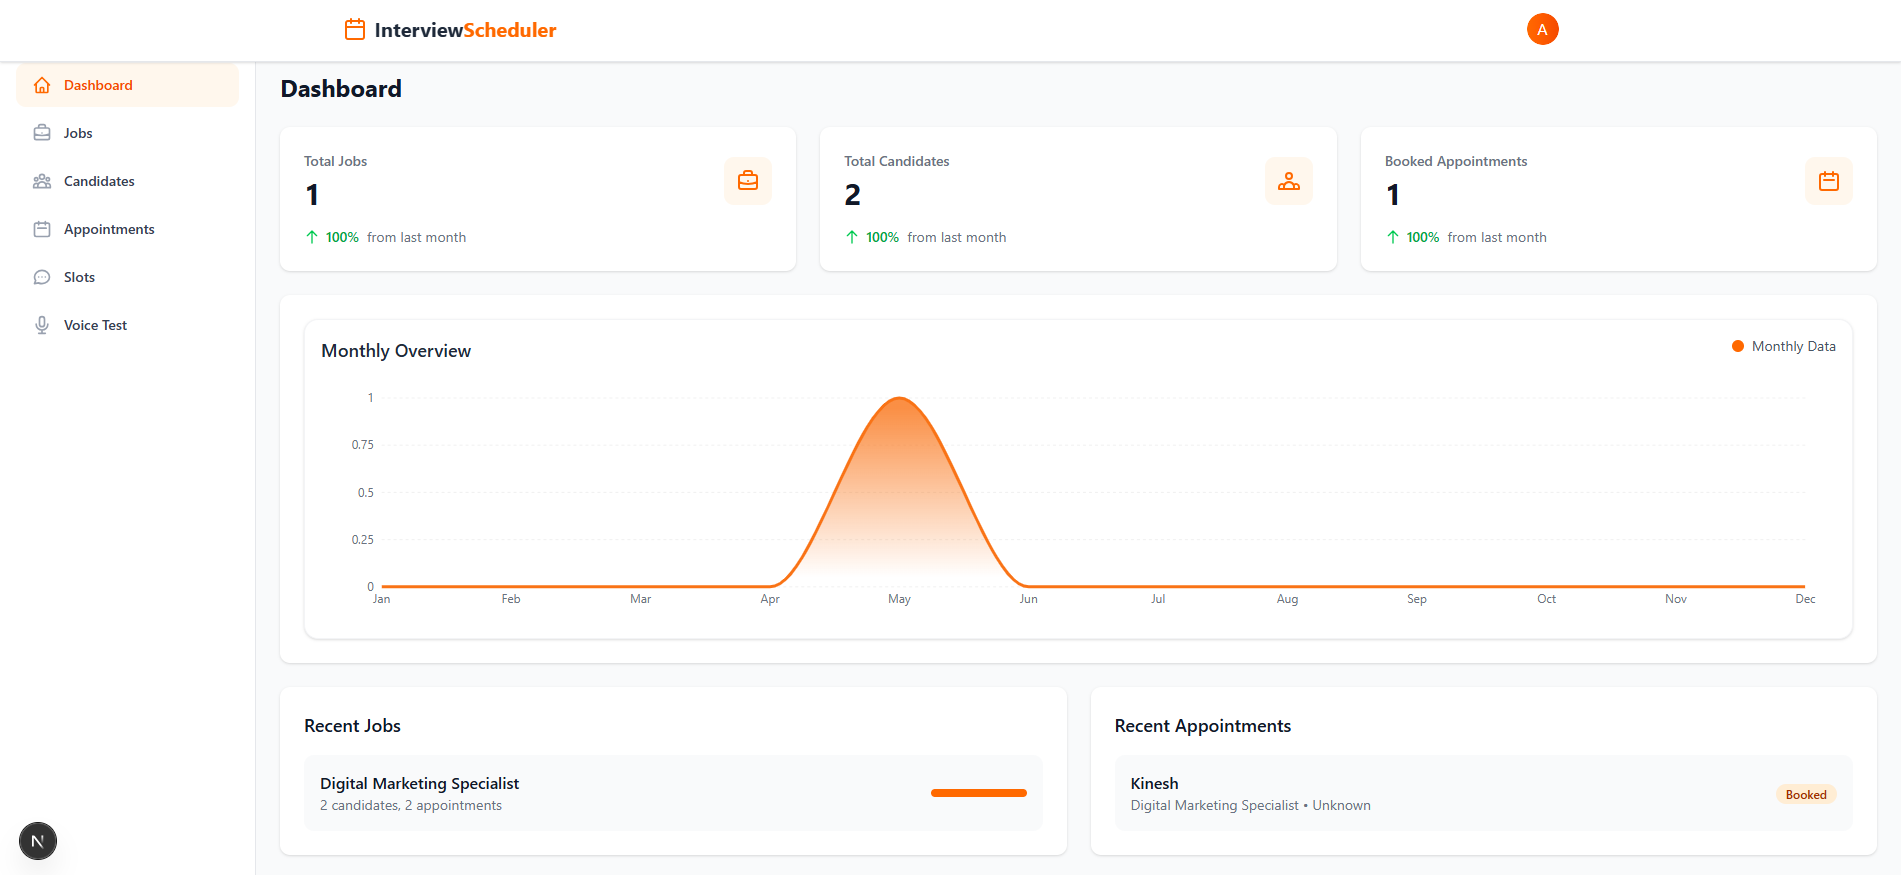 InterviewScheduler
A
Dashboard
Jobs
Candidates
Appointments
Slots
Voice Test
Dashboard
Total Jobs
1
100% from last month
Total Candidates
2
100% from last month
Booked Appointments
1
100% from last month
Monthly Overview
Monthly Data
1
0.75
0.5
0.25
0
Jan Feb Mar Apr May Jun Jul Aug Sep Oct Nov Dec
Recent Jobs
Digital Marketing Specialist
2 candidates, 2 appointments
Recent Appointments
Kinesh
Digital Marketing Specialist • Unknown
Booked
N